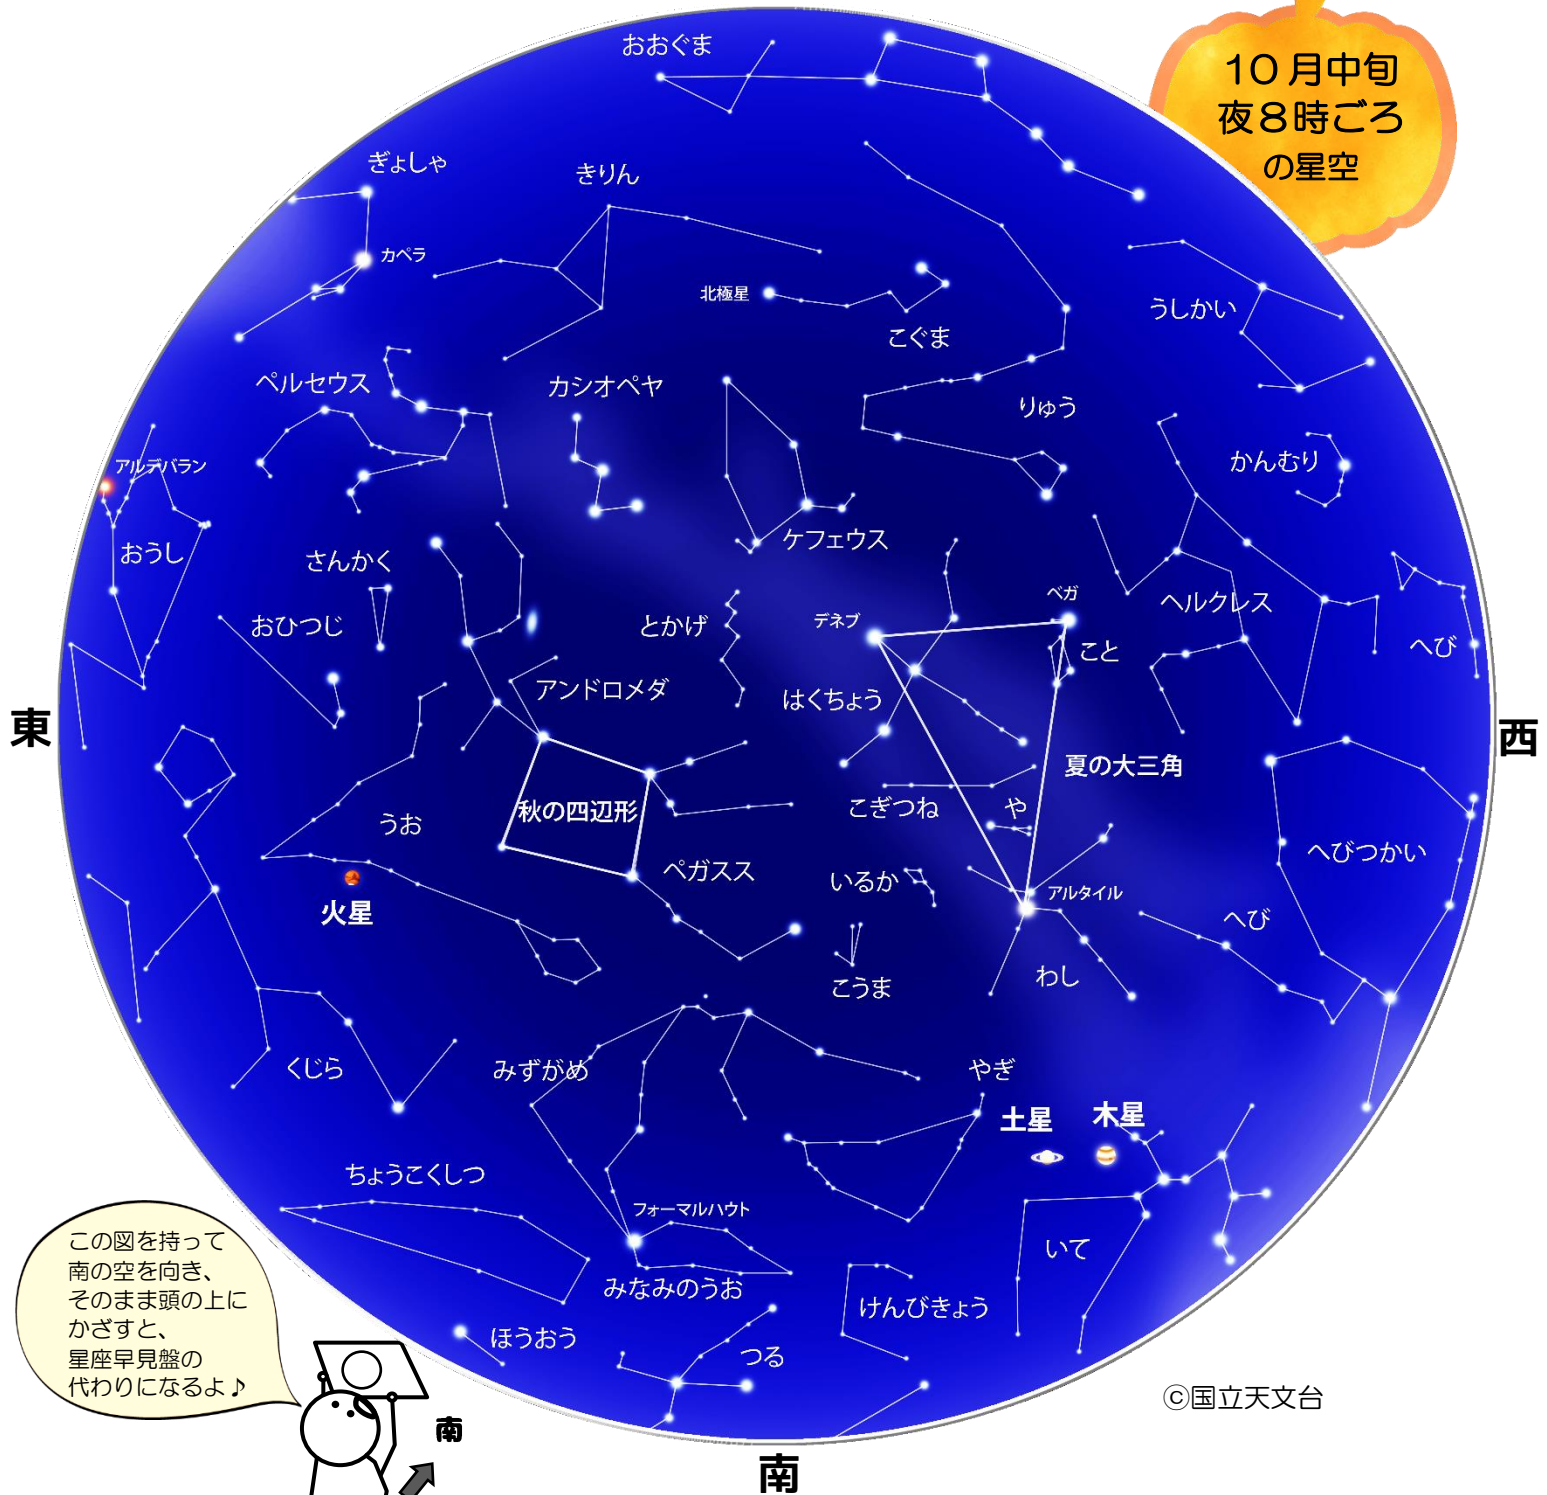 10月中旬
夜8時ごろ
の星空
おおぐま
ぎょしゃ
きりん
カペラ
北極星
こぐま
うしかい
ペルセウス
カシオペヤ
りゅう
アルデバラン
かんむり
おうし
さんかく
ケフェウス
おひつじ
とかげ
デネブ
ベガ
ヘルクレス
こと
へび
アンドロメダ
はくちょう
東
西
夏の大三角
秋の四辺形
こぎつね
や
うお
へびつかい
ペガスス
いるか
アルタイル
火星
へび
こうま
わし
くじら
みずがめ
やぎ
土星
木星
ちょうこくしつ
フォーマルハウト
いて
みなみのうお
けんびきょう
ほうおう
つる
この図を持って
南の空を向き、
そのまま頭の上に
かざすと、
星座早見盤の
代わりになるよ♪
©国立天文台
南
南